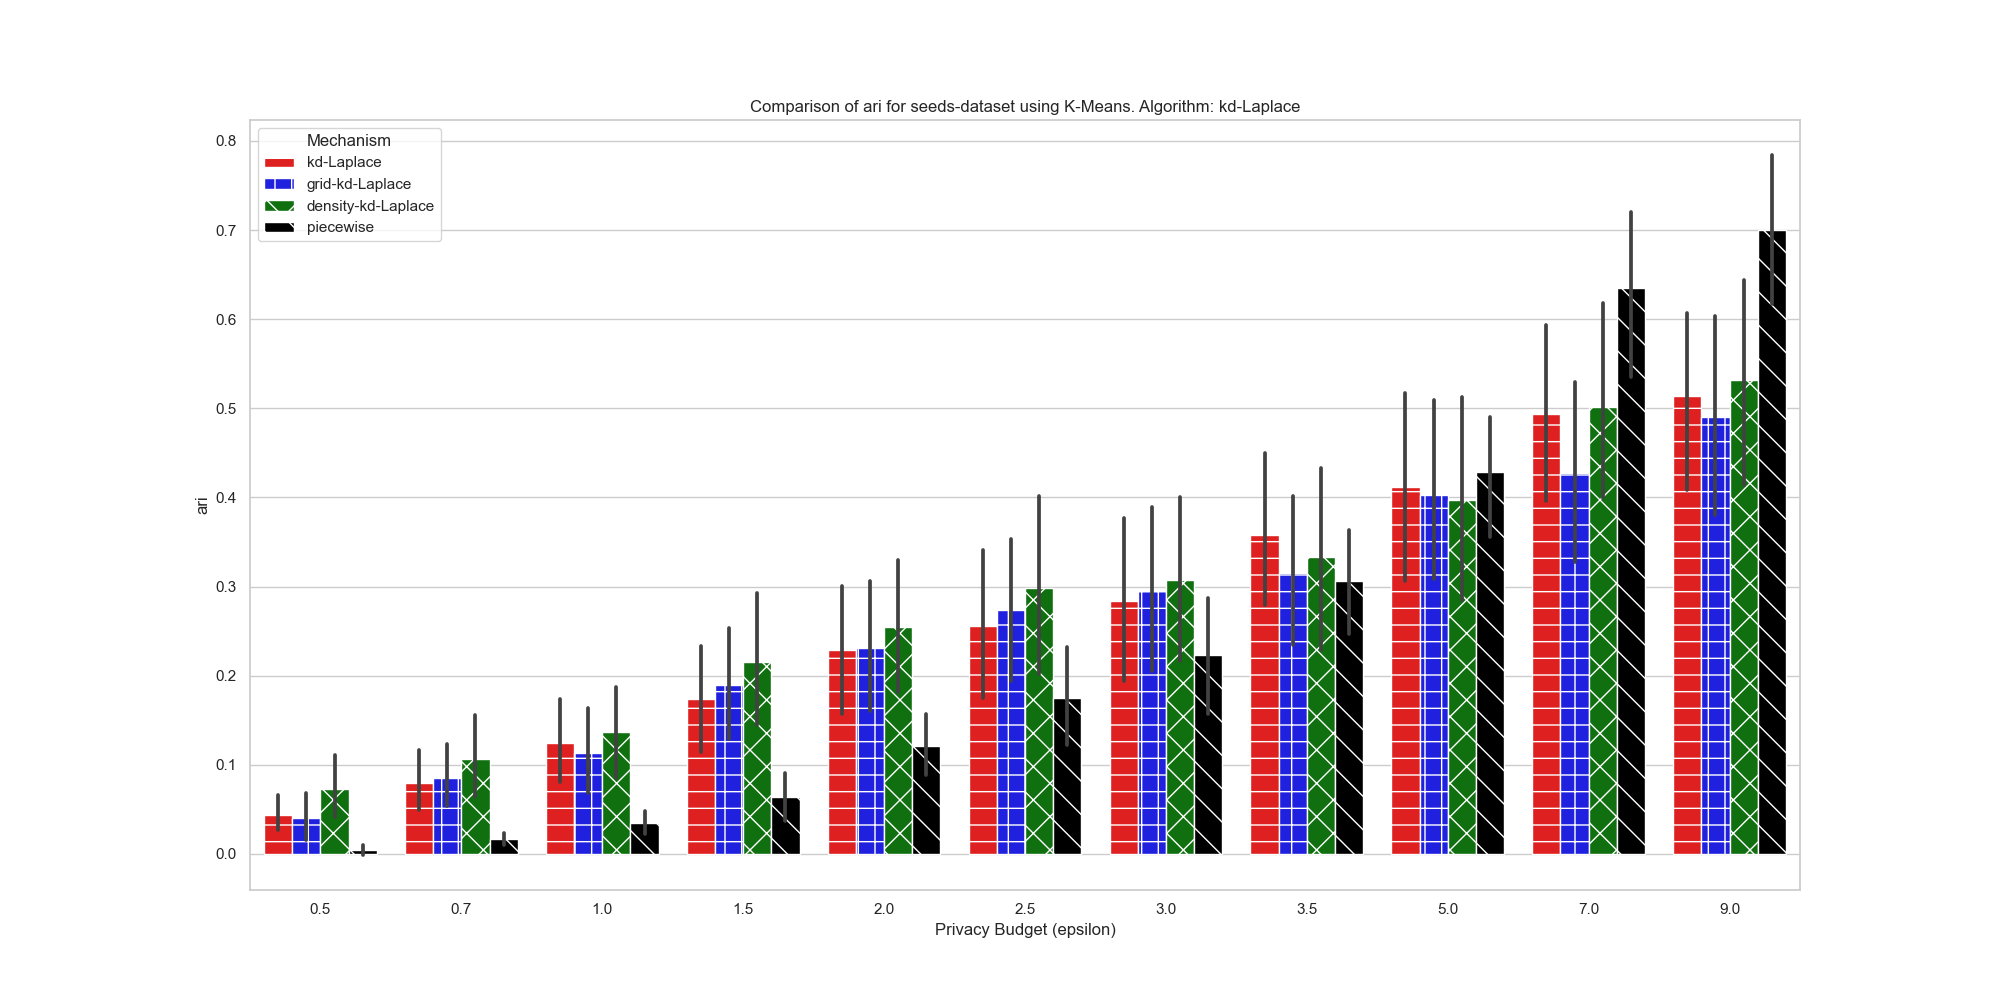 Comparison of ari for seeds-dataset using K-Means. Algorithm: kd-Laplace
Mechanism
kd-Laplace
grid-kd-Laplace
density-kd-Laplace
piecewise
0.8
0.7
0.6
0.5
0.4
0.3
0.2
0.1
0.0
ari
0.5 0.7 1.0 1.5 2.0 2.5 3.0 3.5 5.0 7.0 9.0
Privacy Budget (epsilon)